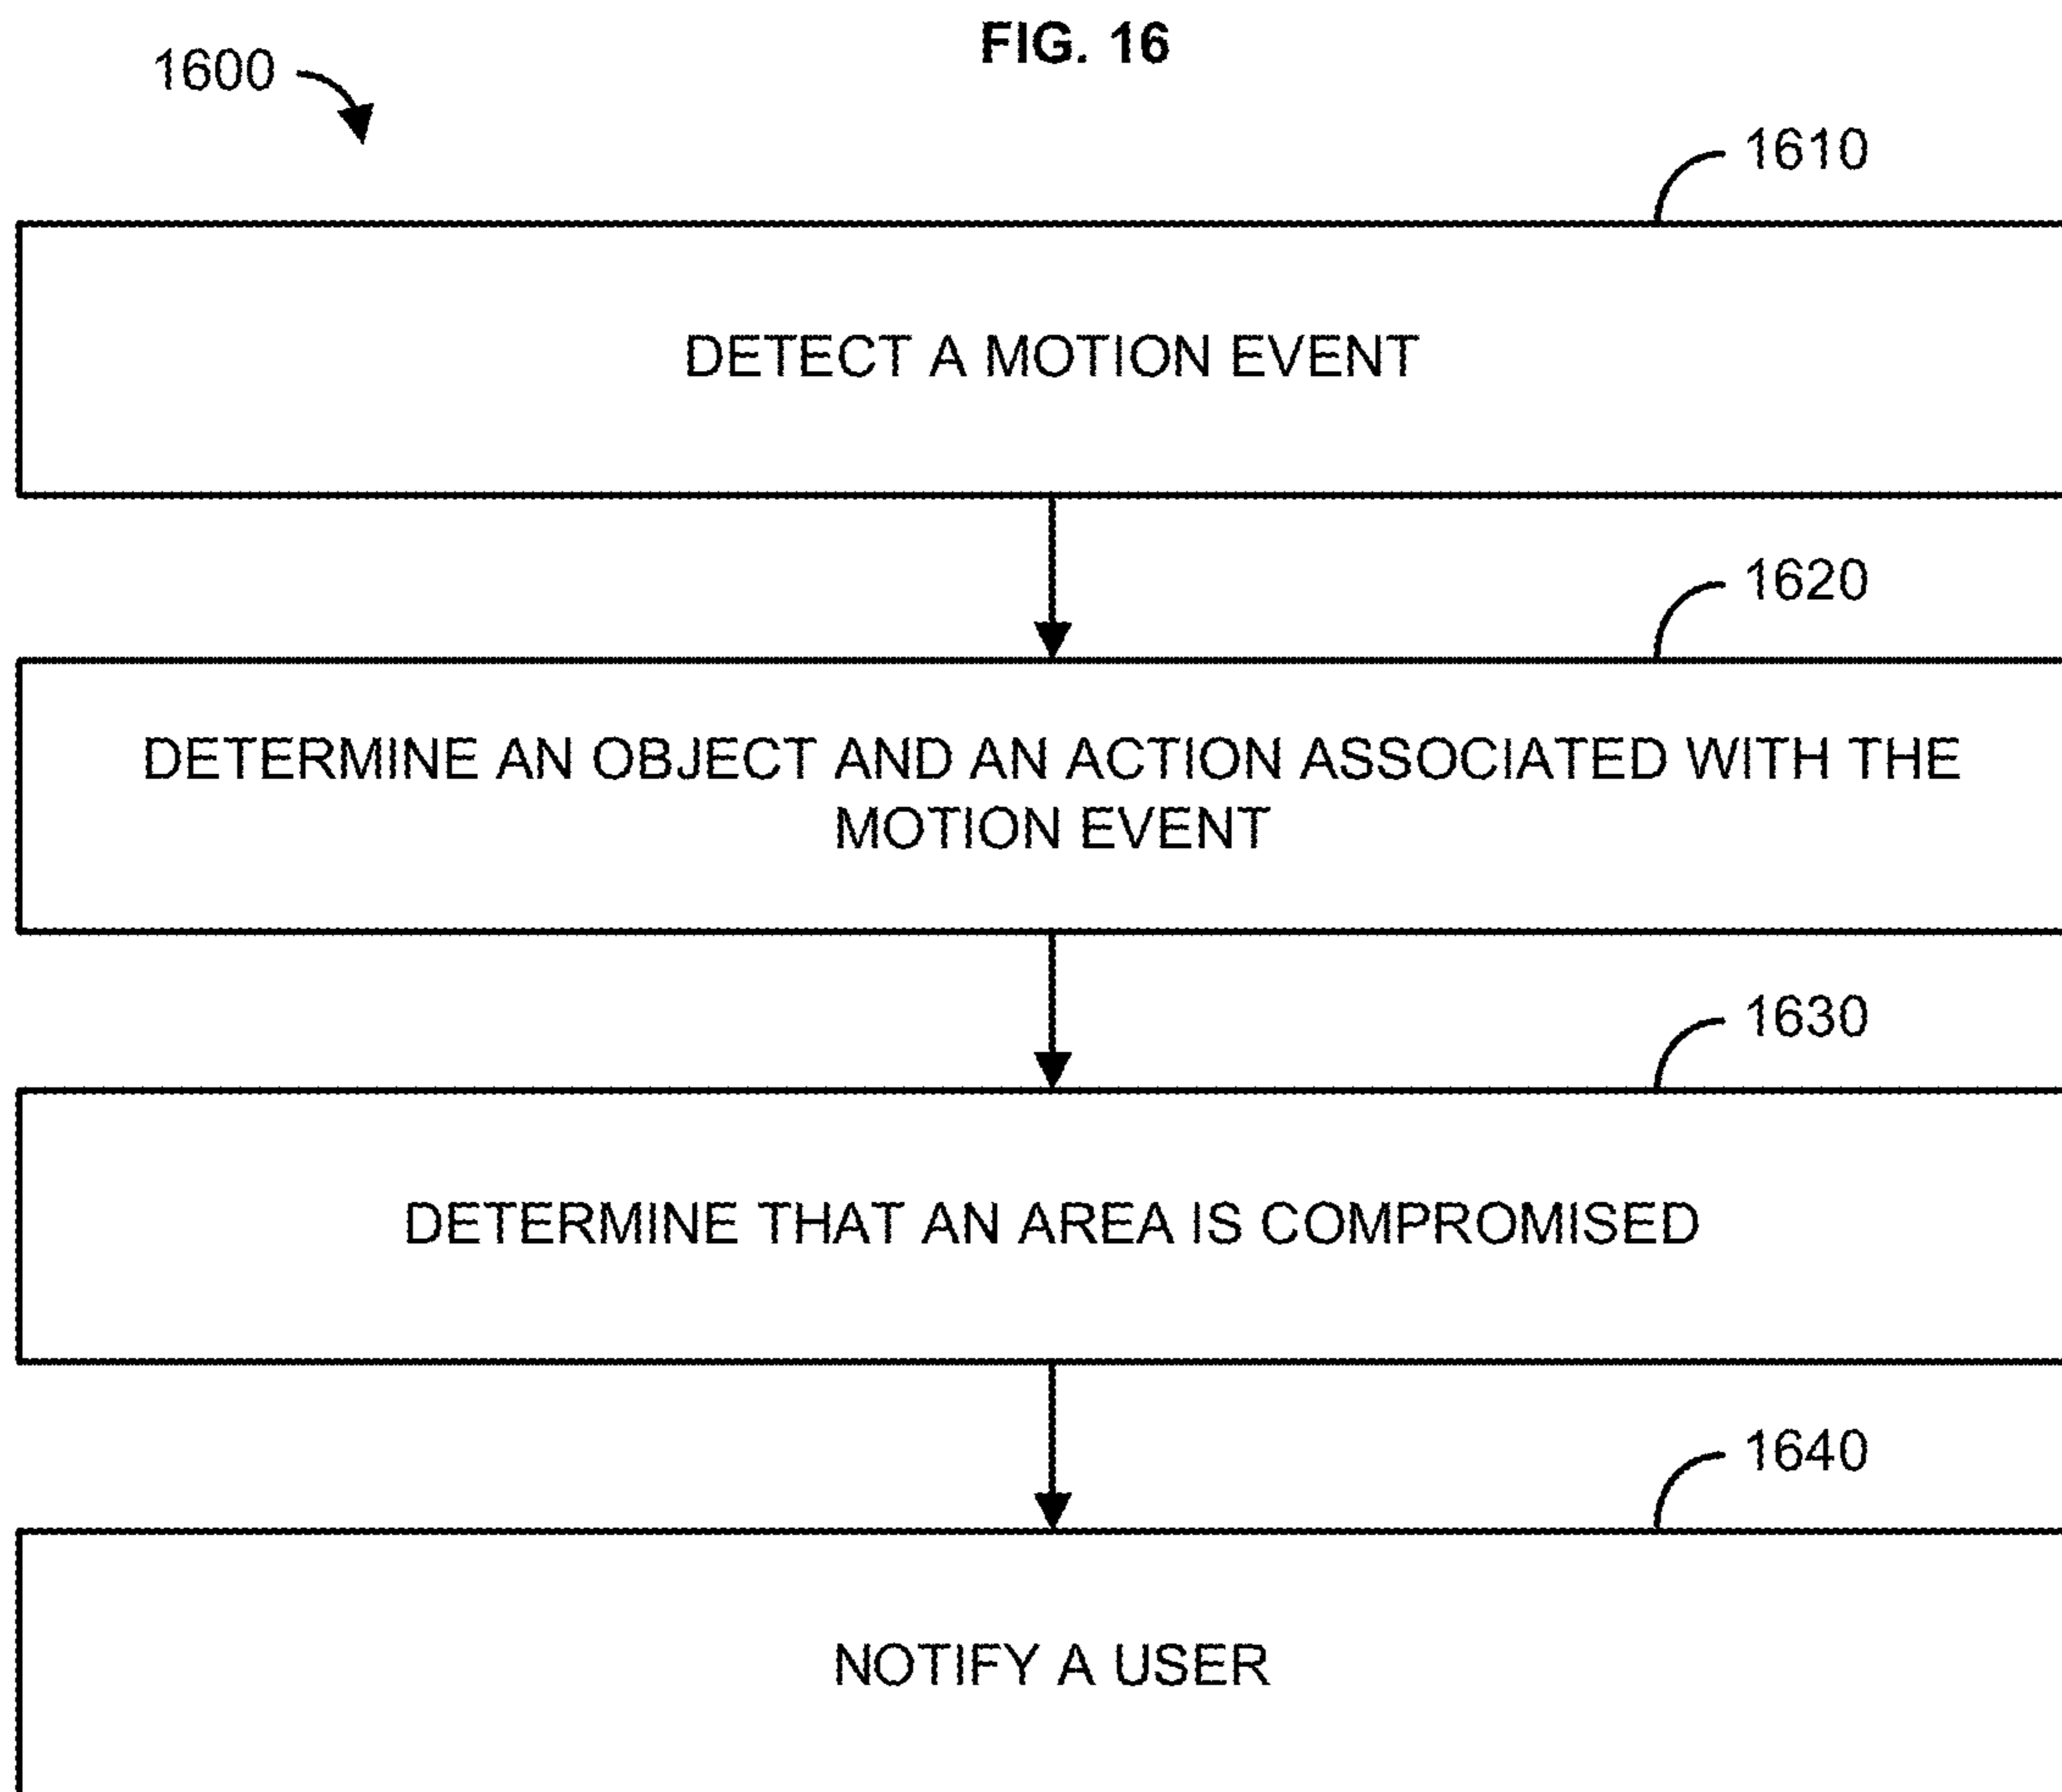 FIG. 16
1600
1610
DETECT A MOTION EVENT
1620
DETERMINE AN OBJECT AND AN ACTION ASSOCIATED WITH THE
MOTION EVENT
1630
DETERMINE THAT AN AREA IS COMPROMISED
1640
NOTIFY A USER